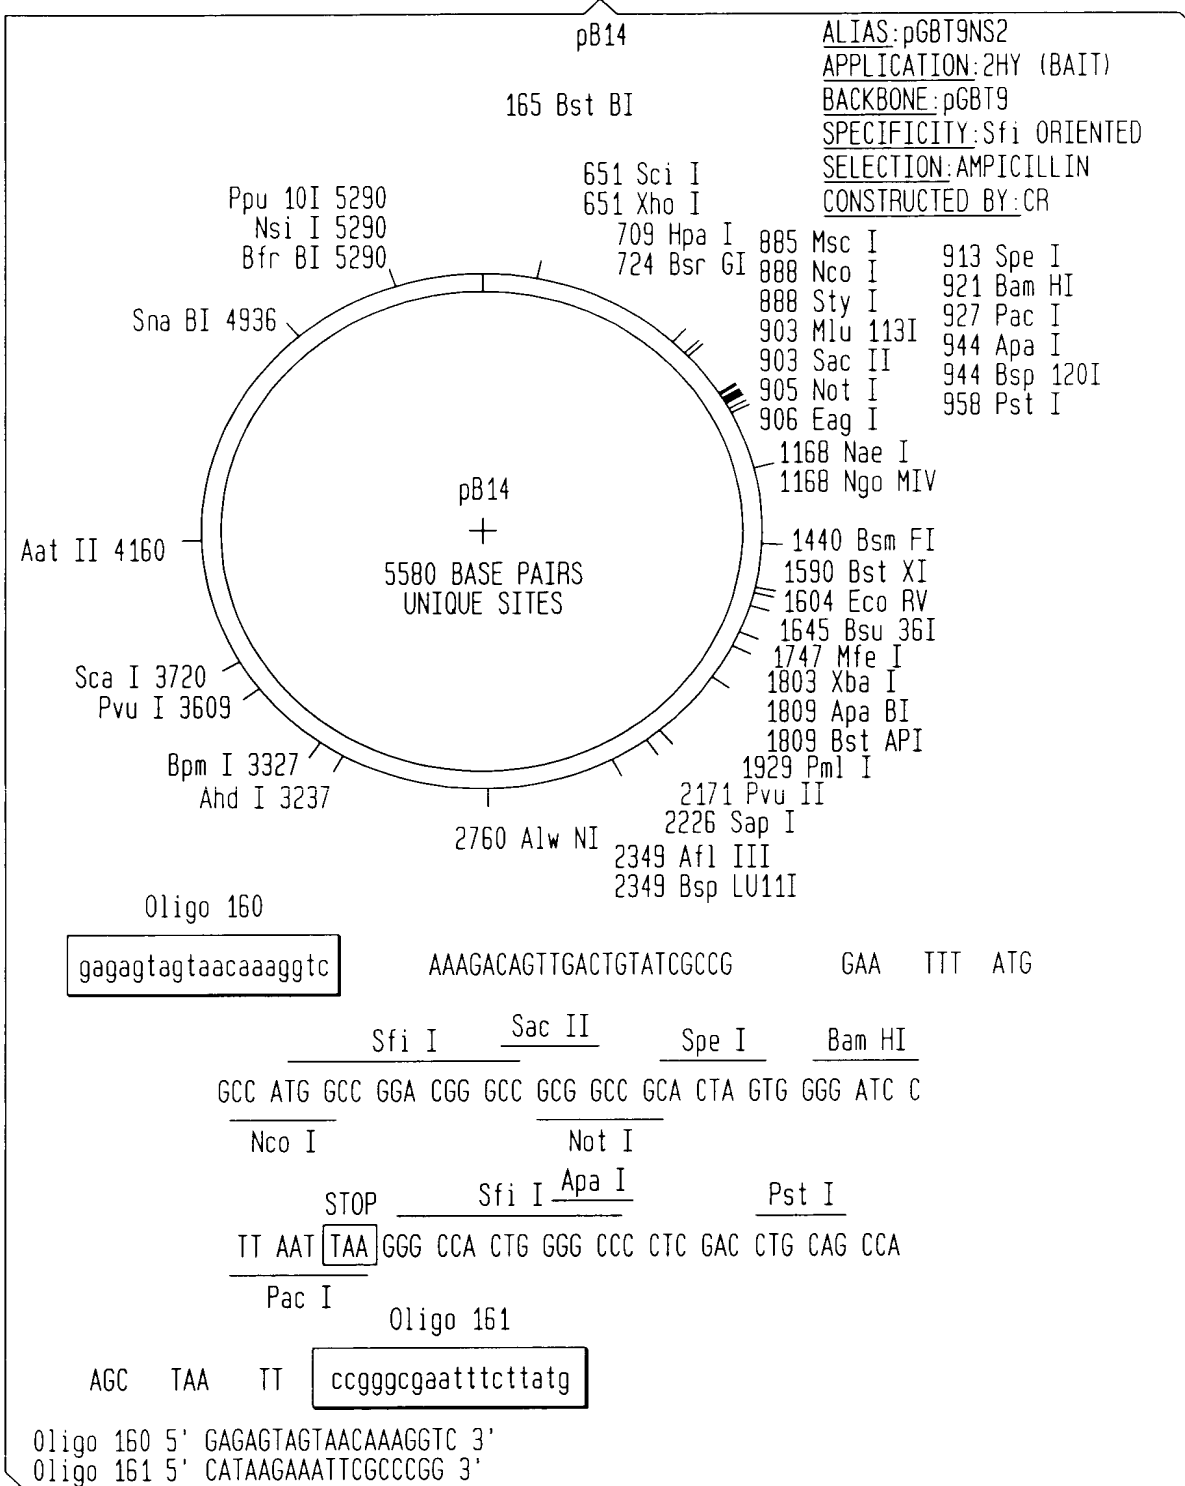 pB14
ALIAS:pGBT9NS2
APPLICATION:2HY (BAIT)
BACKBONE:pGBT9
SPECIFICITY:Sfi ORIENTED
SELECTION:AMPICILLIN
CONSTRUCTED BY:CR
165 Bst BI
651 Sci I
651 Xho I
709 Hpa I
724 Bsr GI
885 Msc I
888 Nco I
888 Sty I
903 Mlu 113I
903 Sac II
905 Not I
906 Eag I
913 Spe I
921 Bam HI
927 Pac I
944 Apa I
944 Bsp 120I
958 Pst I
1168 Nae I
1168 Ngo MIV
1440 Bsm FI
1590 Bst XI
1604 Eco RV
1645 Bsu 36I
1747 Mfe I
1803 Xba I
1809 Apa BI
1809 Bst API
1929 Pml I
2171 Pvu II
2226 Sap I
2349 Afl III
2349 Bsp LU11I
2760 Alw NI
Ahd I 3237
Bpm I 3327
Pvu I 3609
Sca I 3720
Aat II 4160
Sna BI 4936
Ppu 10I 5290
Nsi I 5290
Bfr BI 5290
pB14
5580 BASE PAIRS
UNIQUE SITES
Oligo 160
gagagtagtaacaaaggtc AAAGACAGTTGACTGTATCGCCG GAA TTT ATG
Sfi I Sac II Spe I Bam HI
GCC ATG GCC GGA CGG GCC GCG GCC GCA CTA GTG GGG ATC C
Nco I Not I
STOP Sfi I Apa I Pst I
TT AAT TAA GGG CCA CTG GGG CCC CTC GAC CTG CAG CCA
Pac I
Oligo 161
AGC TAA TT ccgggcgaatttcttatg
Oligo 160 5' GAGAGTAGTAACAAAGGTC 3'
Oligo 161 5' CATAAGAAATTCGCCCGG 3'